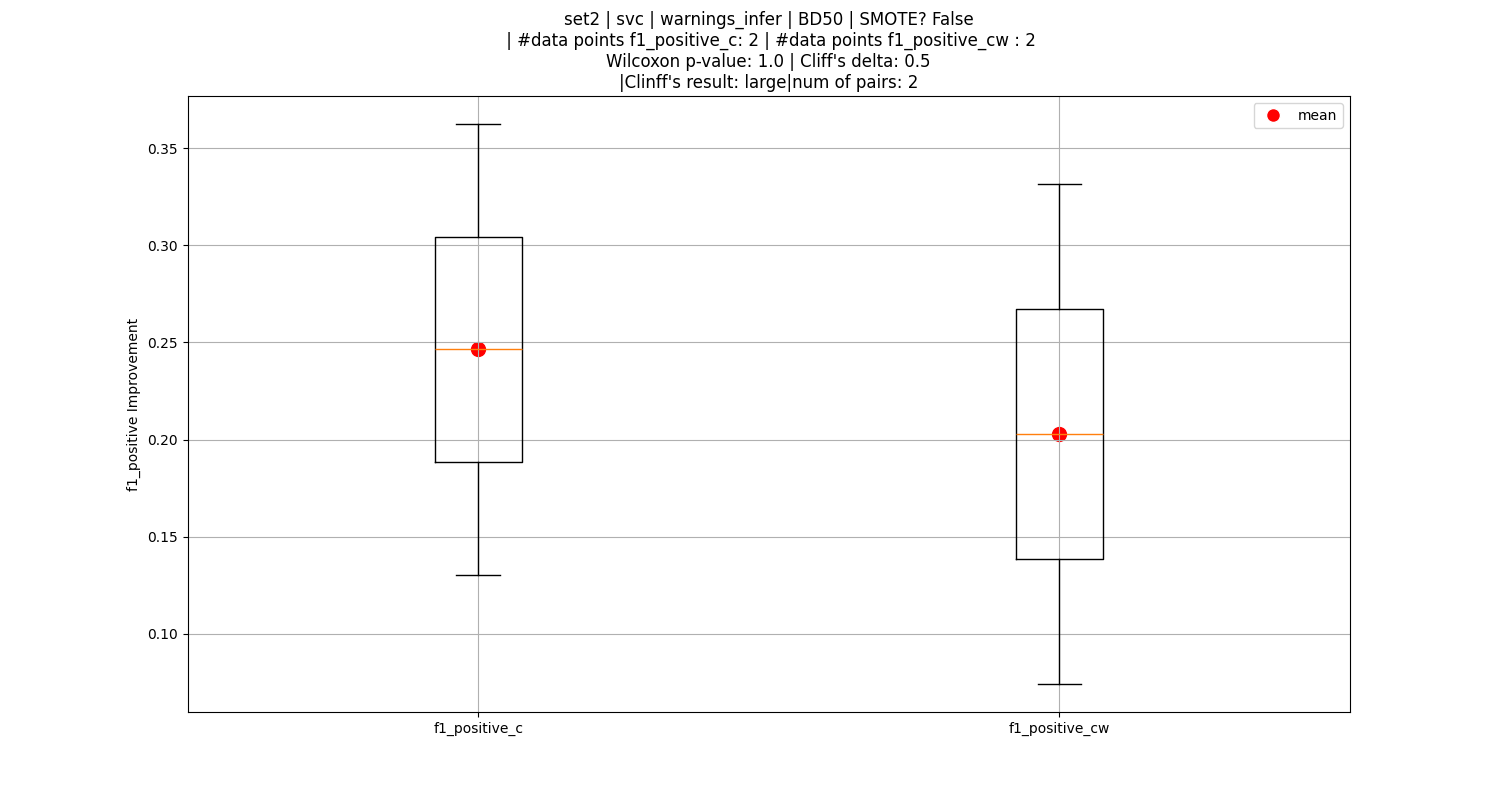 set2 | svc | warnings_infer | BD50 | SMOTE? False
| #data points f1_positive_c: 2 | #data points f1_positive_cw : 2
Wilcoxon p-value: 1.0 | Cliff's delta: 0.5
|Clinff's result: large|num of pairs: 2
mean
0.35
0.30
0.25
0.20
0.15
0.10
f1_positive Improvement
f1_positive_c
f1_positive_cw